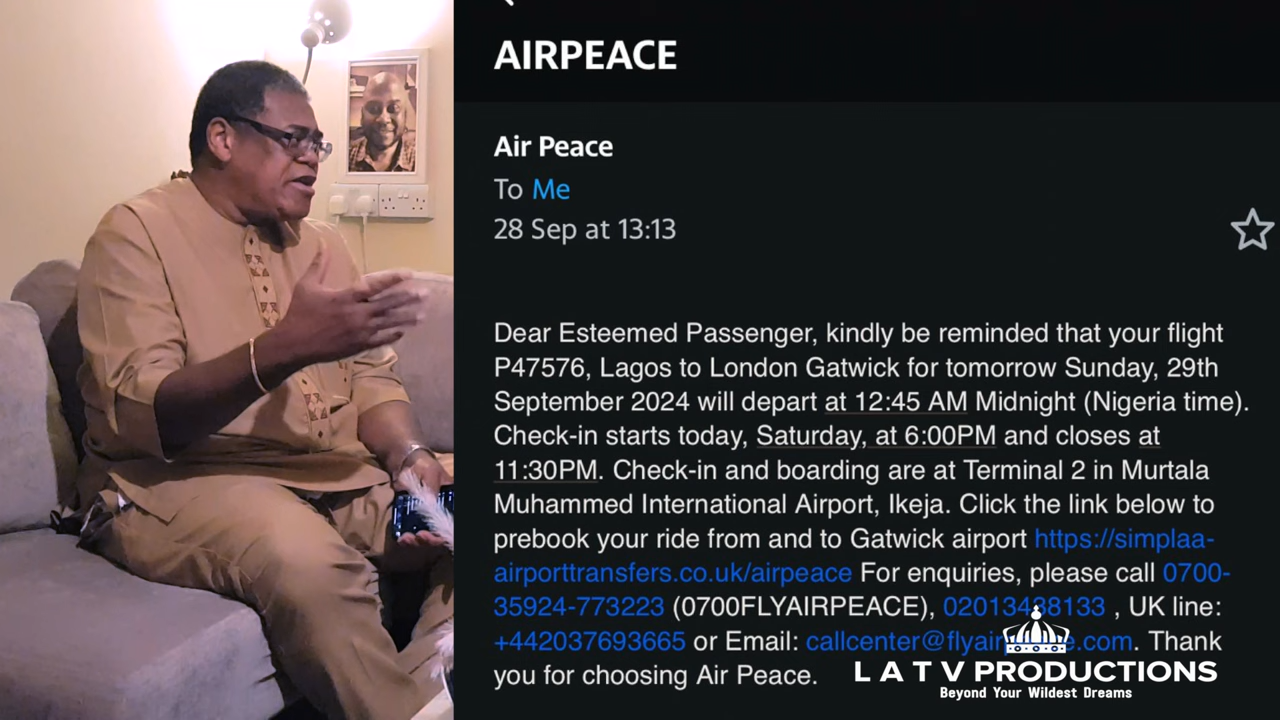 AIRPEACE
Air Peace
To Me
28 Sep at 13:13
Dear Esteemed Passenger, kindly be reminded that your flight
P47576, Lagos to London Gatwick for tomorrow Sunday, 29th
September 2024 will depart at 12:45 AM Midnight (Nigeria time).
Check-in starts today, Saturday, at 6:00PM and closes at
11:30PM. Check-in and boarding are at Terminal 2 in Murtala
Muhammed International Airport, Ikeja. Click the link below to
prebook your ride from and to Gatwick airport https://simplaa-
airporttransfers.co.uk/airpeace For enquiries, please call 0700-
35924-773223 (0700FLYAIRPEACE), 02013438133 , UK line:
+442037693665 or Email: . Thank
you for choosing Air Peace.
L A T V PRODUCTIONS
Beyond Your Wildest Dreams